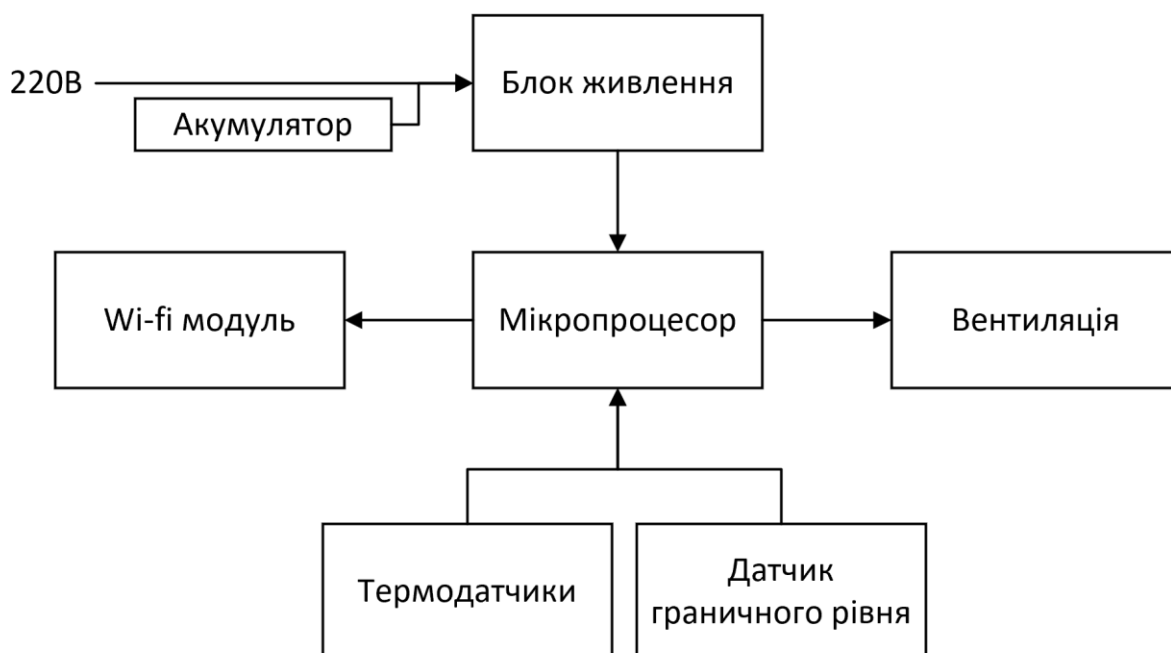 220В
Блок живлення
Акумулятор
Wi-fi модуль
Мікропроцесор
Вентиляція
Термодатчики
Датчик
граничного рівня